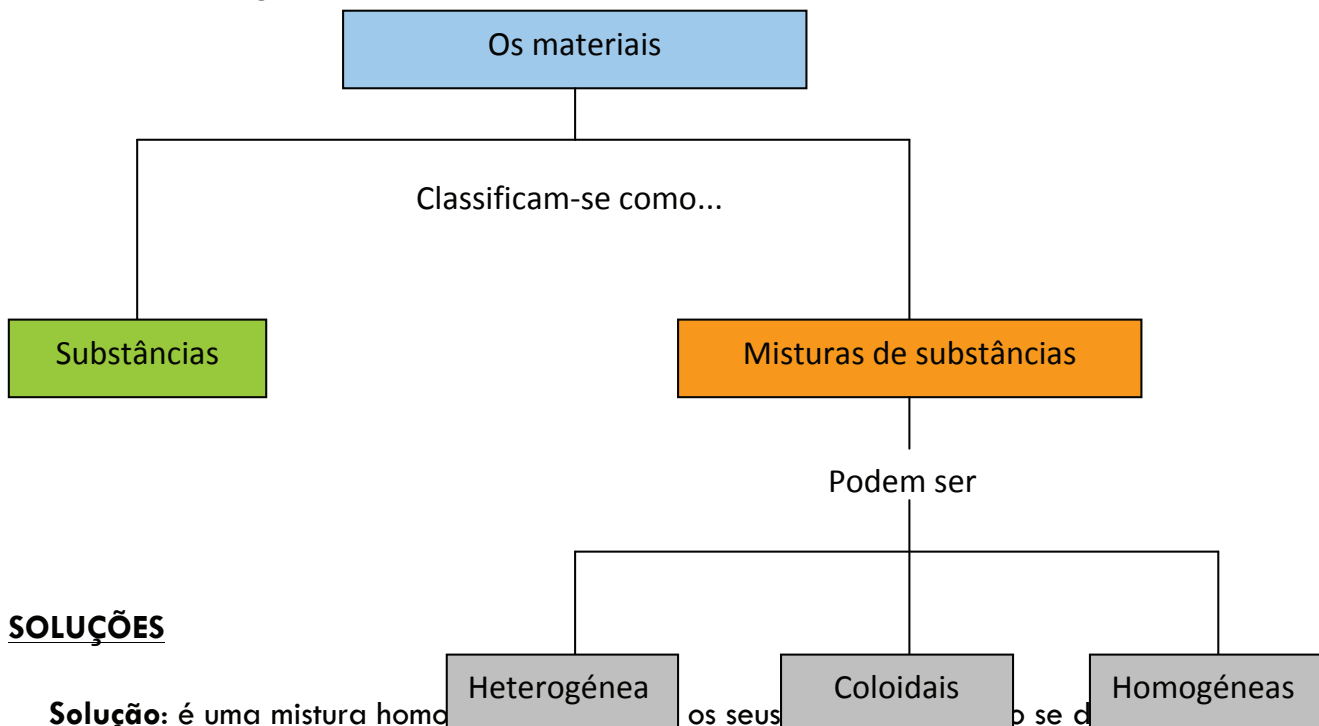 Os materiais
Classificam-se como...
Substâncias
Misturas de substâncias
Podem ser
SOLUÇÕES
Heterogénea
Coloidais
Homogéneas
Solução: é uma mistura os seus se